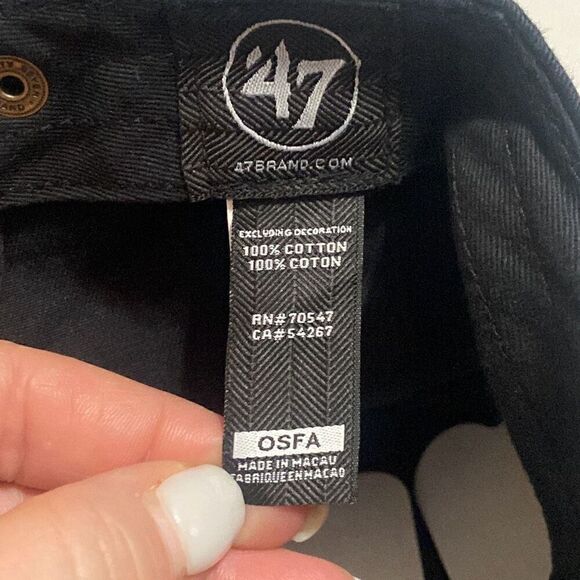 '47
47BRAND.COM
EXCLUDING DECORATION
100% COTTON
100% COTON
RN#70547
CA#54267
OSFA
MADE IN MACAU
FABRIQUE EN MACAO